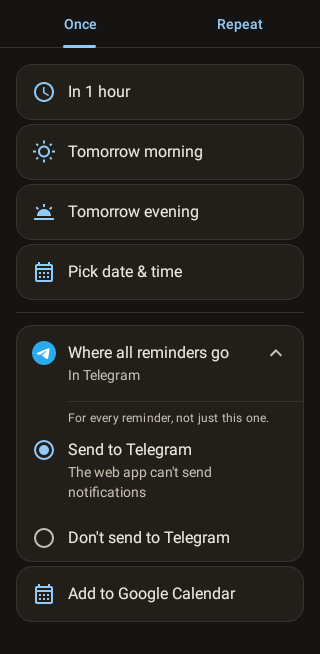 Once
Repeat
In 1 hour
Tomorrow morning
Tomorrow evening
Pick date & time
Where all reminders go
In Telegram
For every reminder, not just this one.
Send to Telegram
The web app can't send
notifications
Don't send to Telegram
Add to Google Calendar